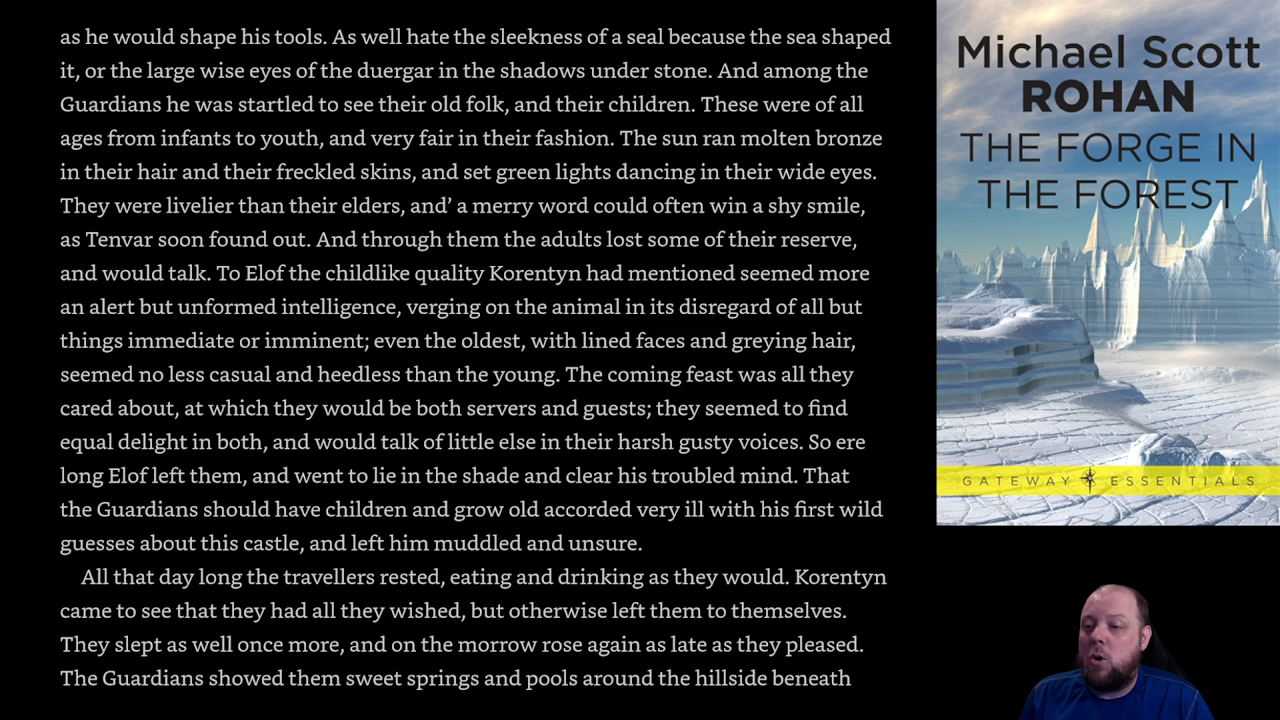 as he would shape his tools. As well hate the sleekness of a seal because the sea shaped
it, or the large wise eyes of the duergar in the shadows under stone. And among the
Guardians he was startled to see their old folk, and their children. These were of all
ages from infants to youth, and very fair in their fashion. The sun ran molten bronze
in their hair and their freckled skins, and set green lights dancing in their wide eyes.
They were livelier than their elders, and’ a merry word could often win a shy smile,
as Tenvar soon found out. And through them the adults lost some of their reserve,
and would talk. To Elof the childlike quality Korentyn had mentioned seemed more
an alert but unformed intelligence, verging on the animal in its disregard of all but
things immediate or imminent; even the oldest, with lined faces and greying hair,
seemed no less casual and heedless than the young. The coming feast was all they
cared about, at which they would be both servers and guests; they seemed to find
equal delight in both, and would talk of little else in their harsh gusty voices. So ere
long Elof left them, and went to lie in the shade and clear his troubled mind. That
the Guardians should have children and grow old accorded very ill with his first wild
guesses about this castle, and left him muddled and unsure.
All that day long the travellers rested, eating and drinking as they would. Korentyn
came to see that they had all they wished, but otherwise left them to themselves.
They slept as well once more, and on the morrow rose again as late as they pleased.
The Guardians showed them sweet springs and pools around the hillside beneath
Michael Scott
ROHAN
THE FORGE IN
THE FOREST
GATEWAY ESSENTIALS